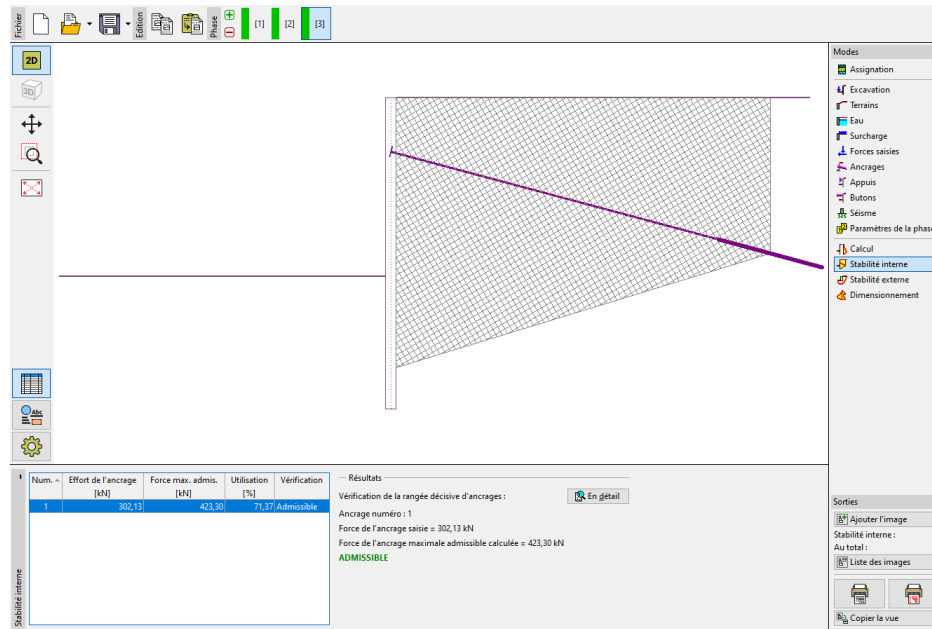 Fichier
Edition
Phase
[1]
[2]
[3]
2D
3D
Abc
Modes
Assignation
Excavation
Terrains
Eau
Surcharge
Forces saisies
Ancrages
Appuis
Butons
Séisme
Paramètres de la phase
Calcul
Stabilité interne
Stabilité externe
Dimensionnement
Stabilité interne
Num. Effort de l'ancrage Force max. admis. Utilisation Vérification
[kN] [kN] [%]
1 302,13 423,30 71,37 Admissible
Résultats
Vérification de la rangée décisive d'ancrages :
En détail
Ancrage numéro : 1
Force de l'ancrage saisie = 302,13 kN
Force de l'ancrage maximale admissible calculée = 423,30 kN
ADMISSIBLE
Sorties
Ajouter l'image
Stabilité interne :
Au total :
Liste des images
Copier la vue